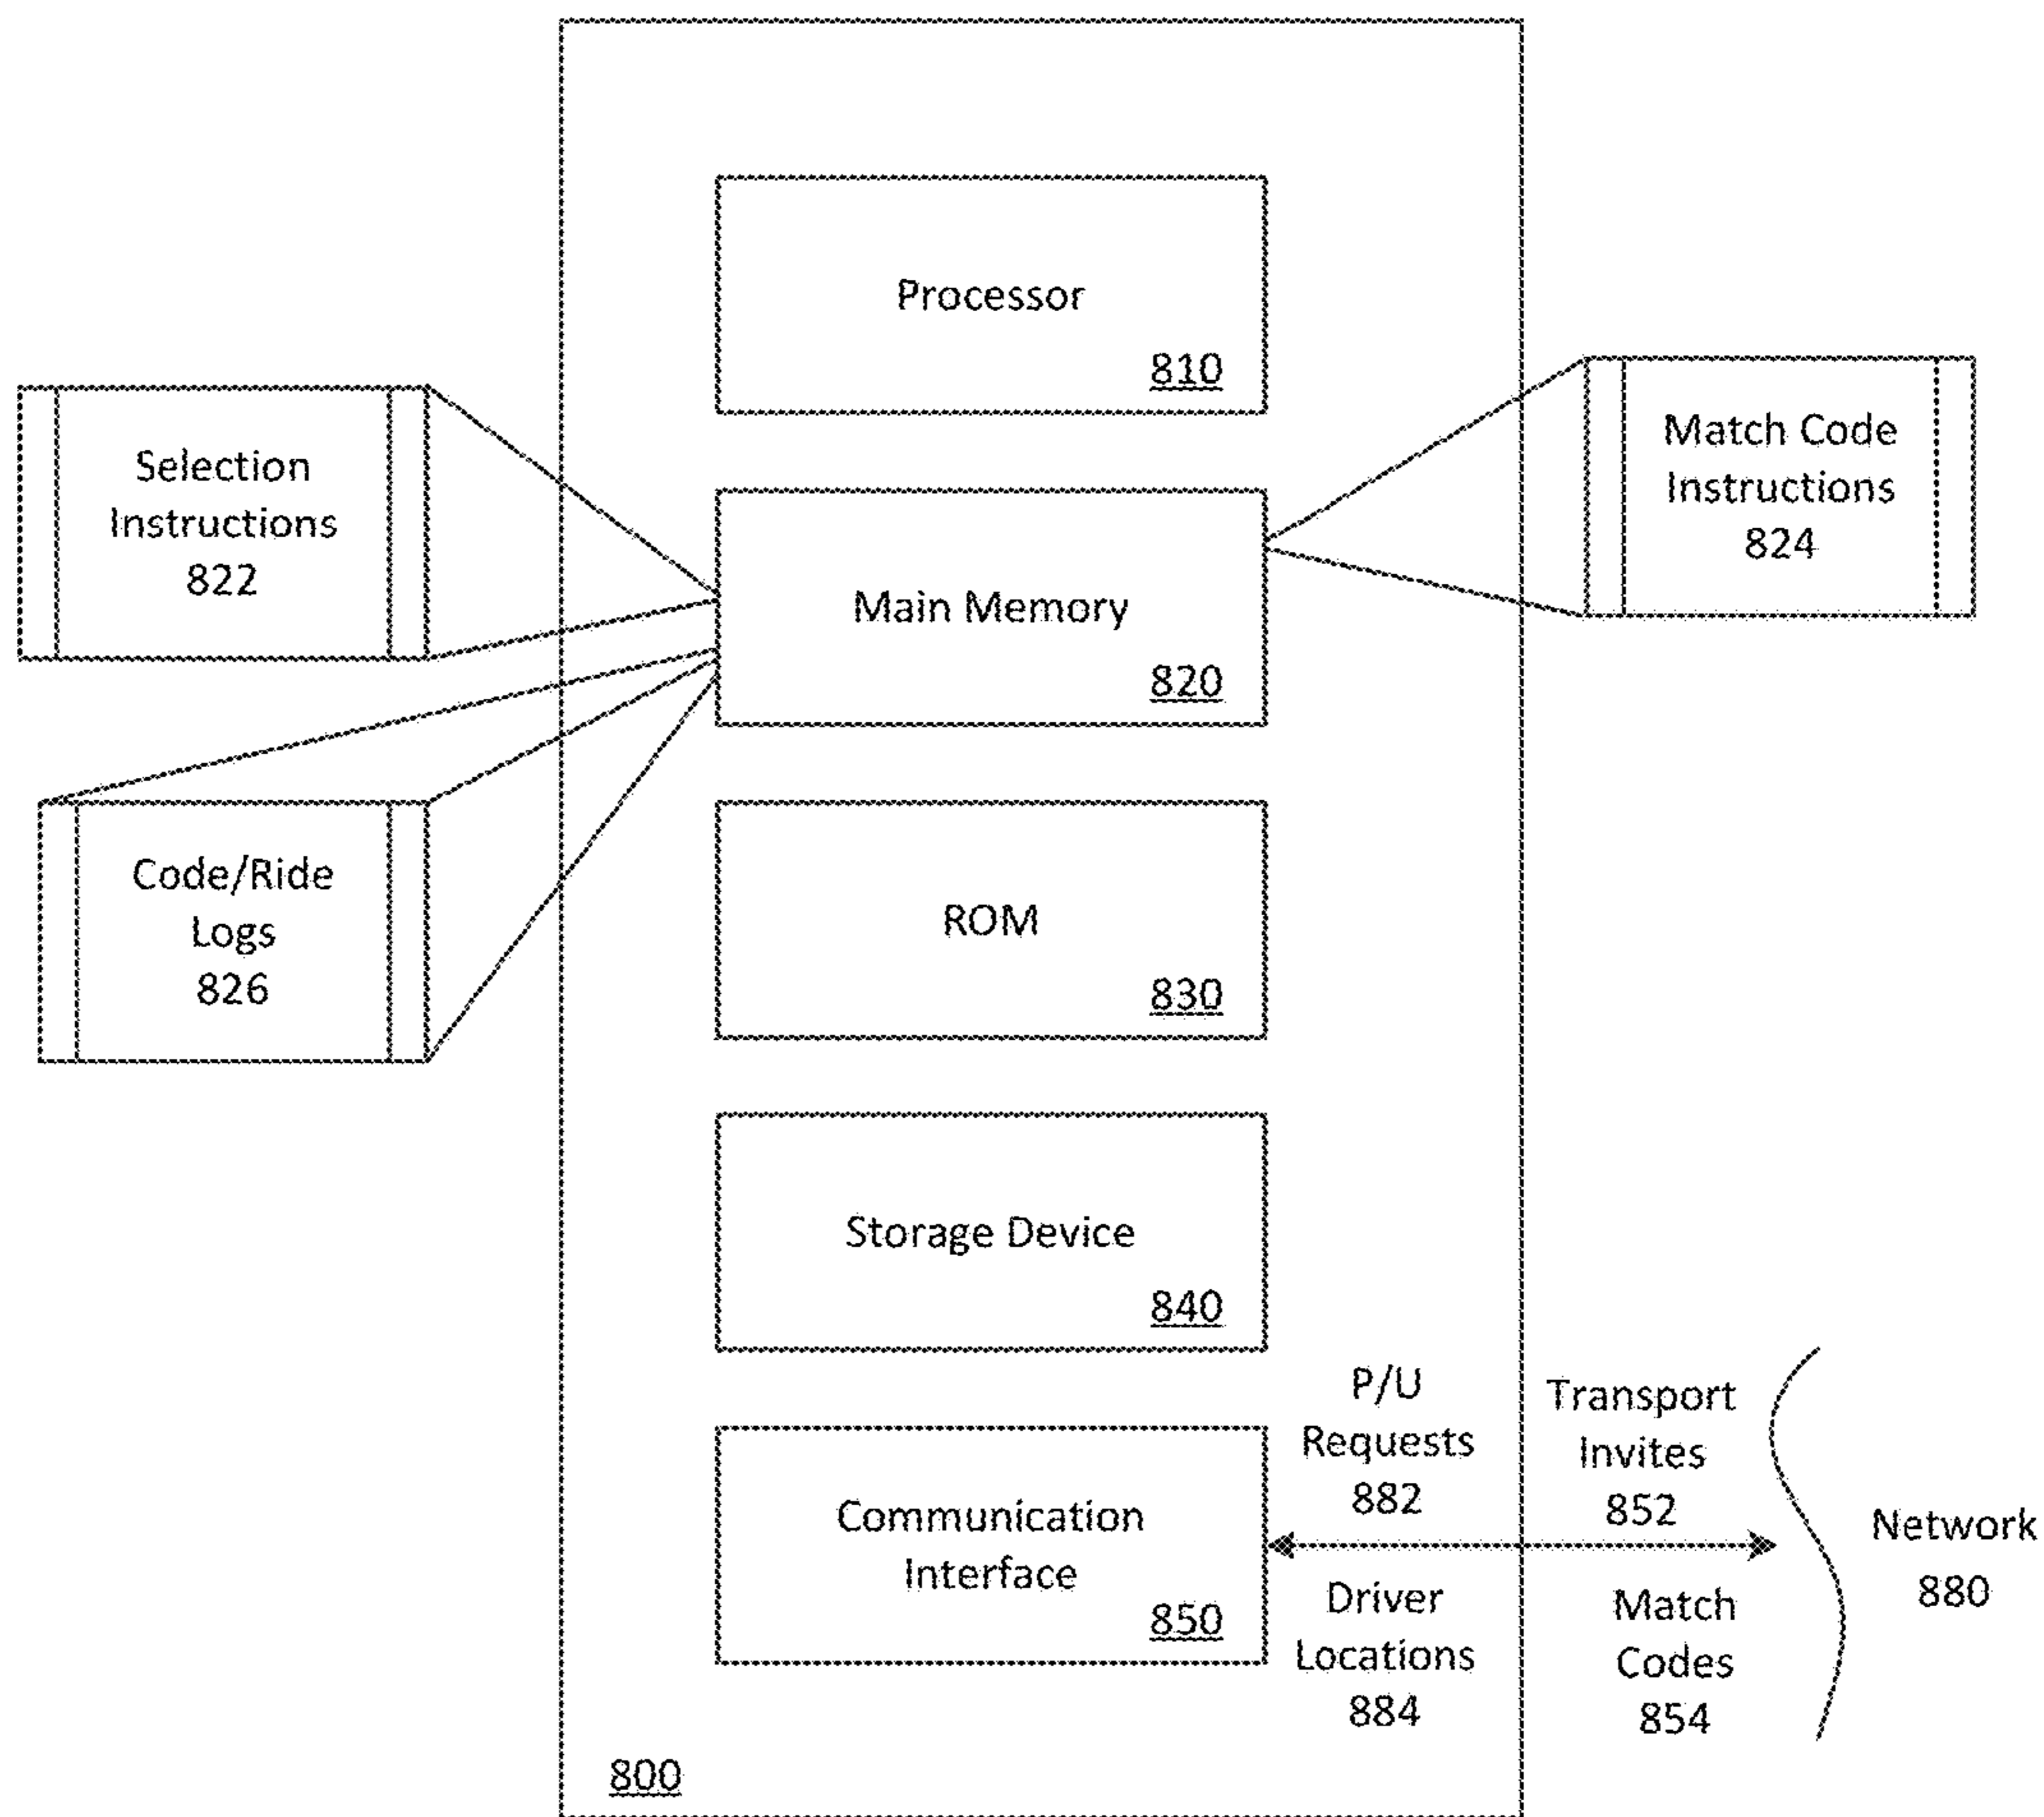 Processor
810
Selection
Instructions
822
Match Code
Instructions
824
Main Memory
820
Code/Ride
Logs
826
ROM
830
Storage Device
840
Communication
Interface
850
P/U
Requests
882
Transport
Invites
852
Driver
Locations
884
Match
Codes
854
Network
880
800